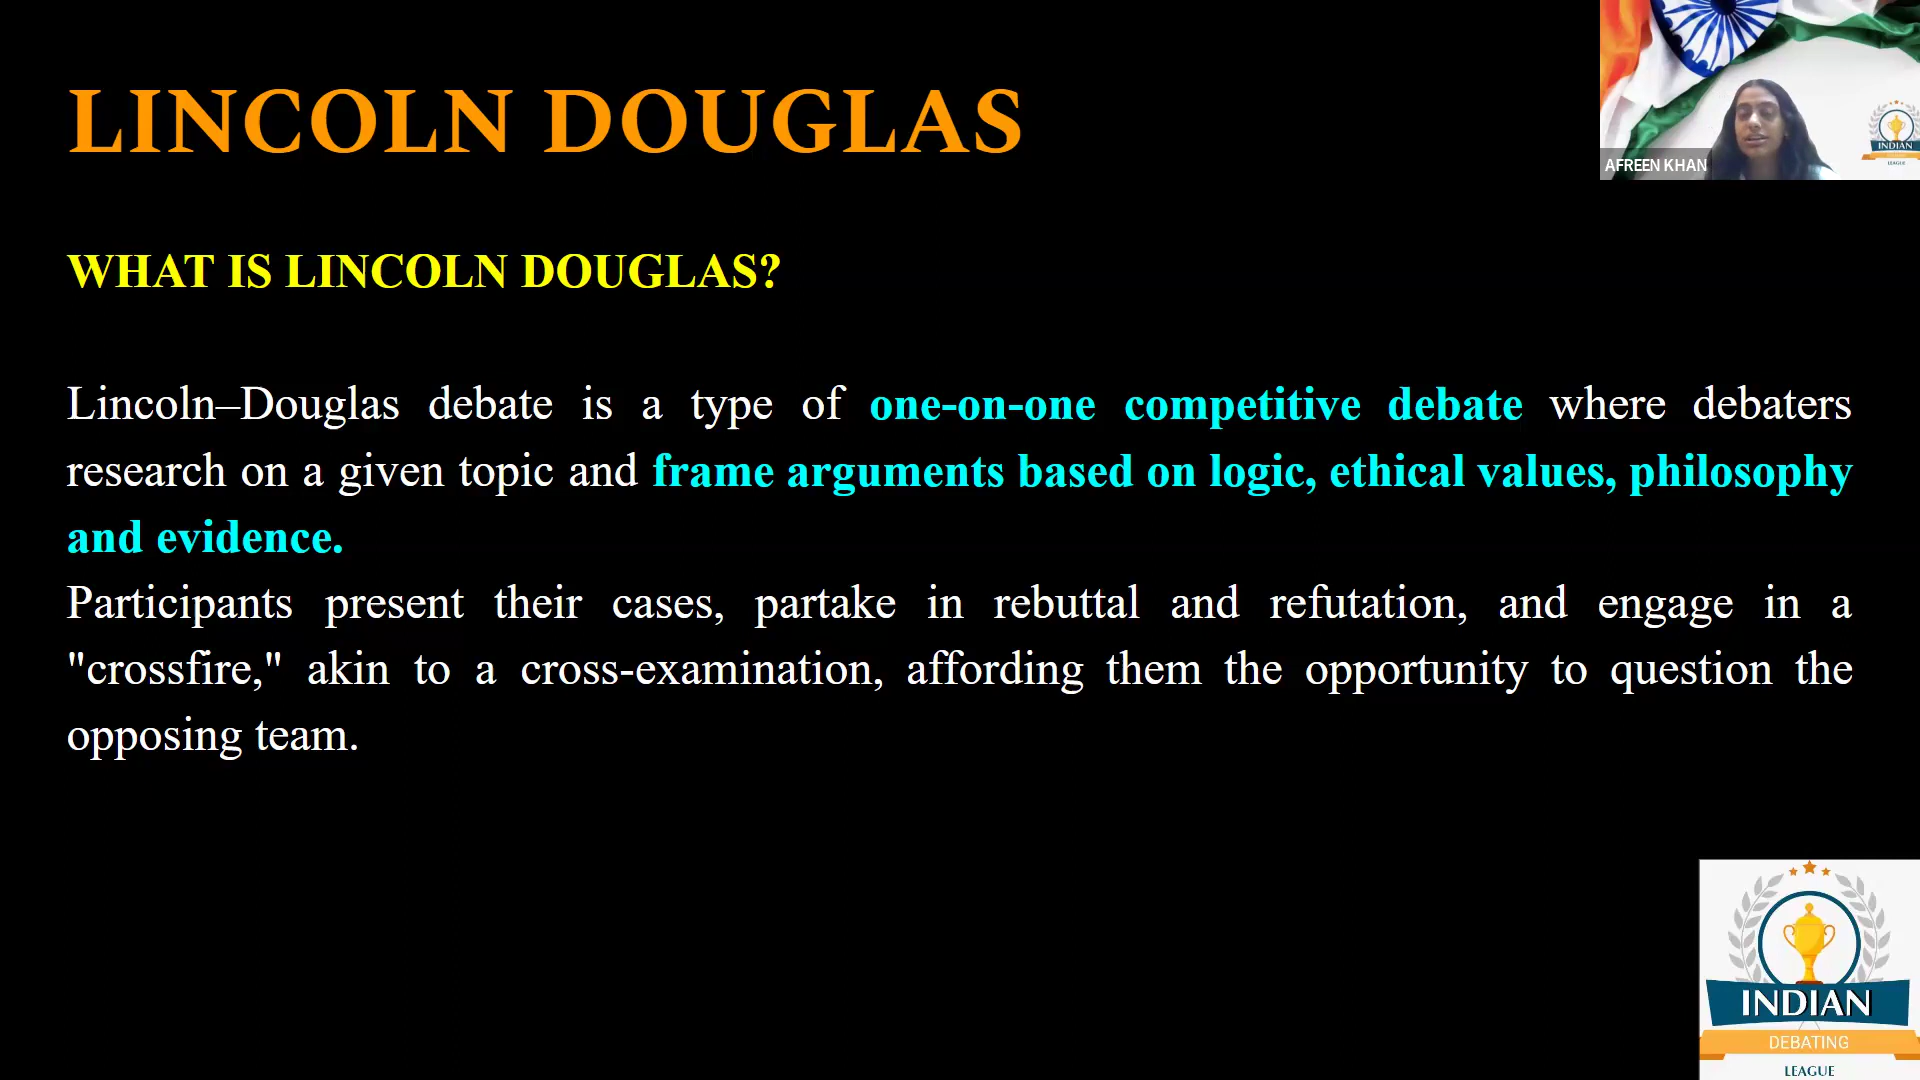 LINCOLN DOUGLAS
WHAT IS LINCOLN DOUGLAS?
Lincoln–Douglas debate is a type of one-on-one competitive debate where debaters
research on a given topic and frame arguments based on logic, ethical values, philosophy
and evidence.
Participants present their cases, partake in rebuttal and refutation, and engage in a
"crossfire," akin to a cross-examination, affording them the opportunity to question the
opposing team.
AFREEN KHAN
INDIAN
LEAGUE
INDIAN
DEBATING
LEAGUE